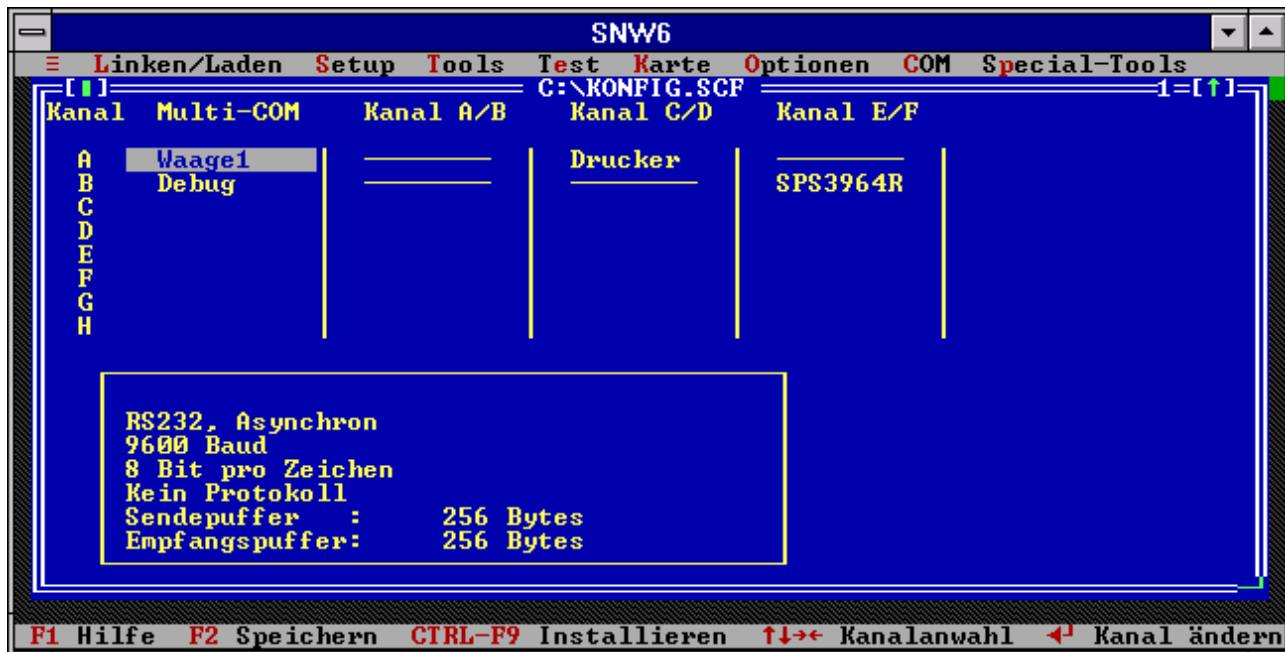 SNW6
≡ Linken/Laden Setup Tools Test Karte Optionen COM Special-Tools
[▮] C:\KONFIG.SCF 1=[↑]
Kanal Multi-COM Kanal A/B Kanal C/D Kanal E/F
A Waage1 ———————— Drucker ————————
B Debug ———————— ———————— SPS3964R
C
D
E
F
G
H
RS232, Asynchron
9600 Baud
8 Bit pro Zeichen
Kein Protokoll
Sendepuffer : 256 Bytes
Empfangspuffer: 256 Bytes
F1 Hilfe F2 Speichern CTRL-F9 Installieren ↑↓→← Kanalanwahl ↵ Kanal ändern